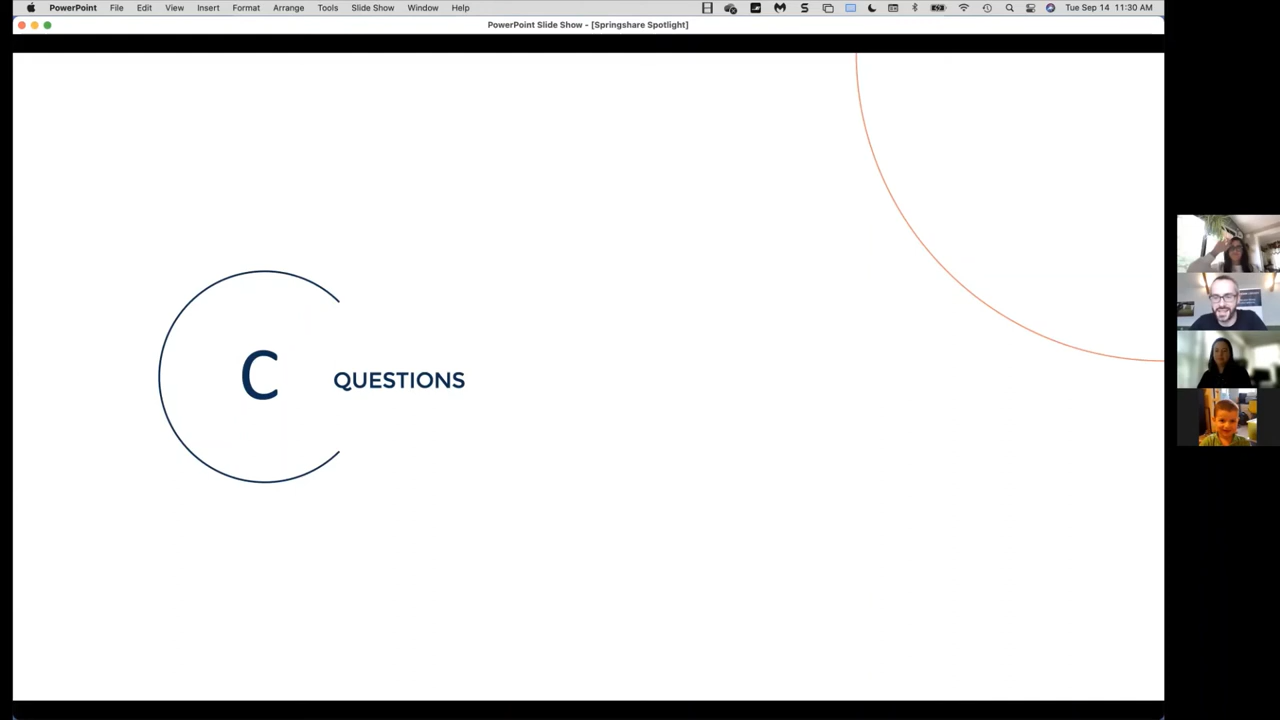 PowerPoint File Edit View Insert Format Arrange Tools Slide Show Window Help Tue Sep 14 11:30 AM
PowerPoint Slide Show - [Springshare Spotlight]
C QUESTIONS